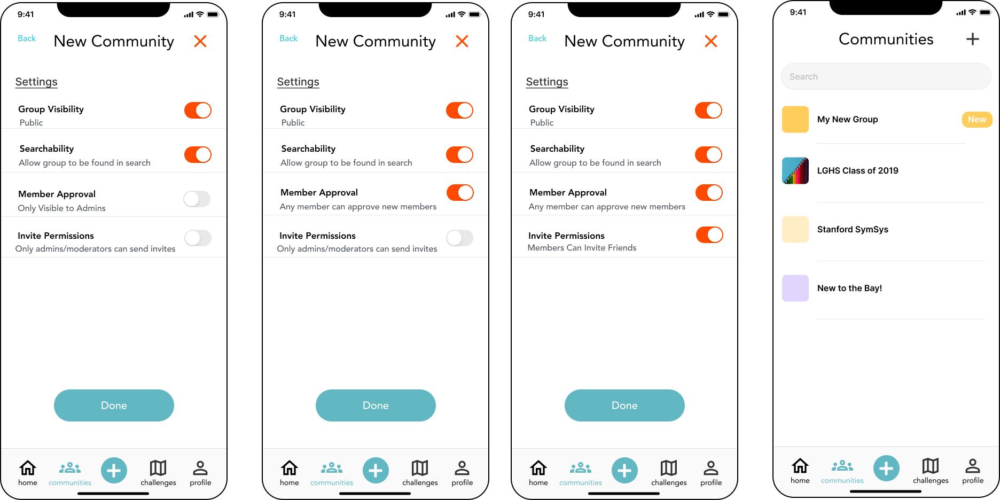 9:41
Back
New Community
Settings
Group Visibility
Public
Searchability
Allow group to be found in search
Member Approval
Only Visible to Admins
Invite Permissions
Only admins/moderators can send invites
Done
home
communities
challenges
profile
9:41
Back
New Community
Settings
Group Visibility
Public
Searchability
Allow group to be found in search
Member Approval
Any member can approve new members
Invite Permissions
Only admins/moderators can send invites
Done
home
communities
challenges
profile
9:41
Back
New Community
Settings
Group Visibility
Public
Searchability
Allow group to be found in search
Member Approval
Any member can approve new members
Invite Permissions
Members Can Invite Friends
Done
home
communities
challenges
profile
9:41
Communities
Search
My New Group
New
LGHS Class of 2019
Stanford SymSys
New to the Bay!
home
communities
challenges
profile